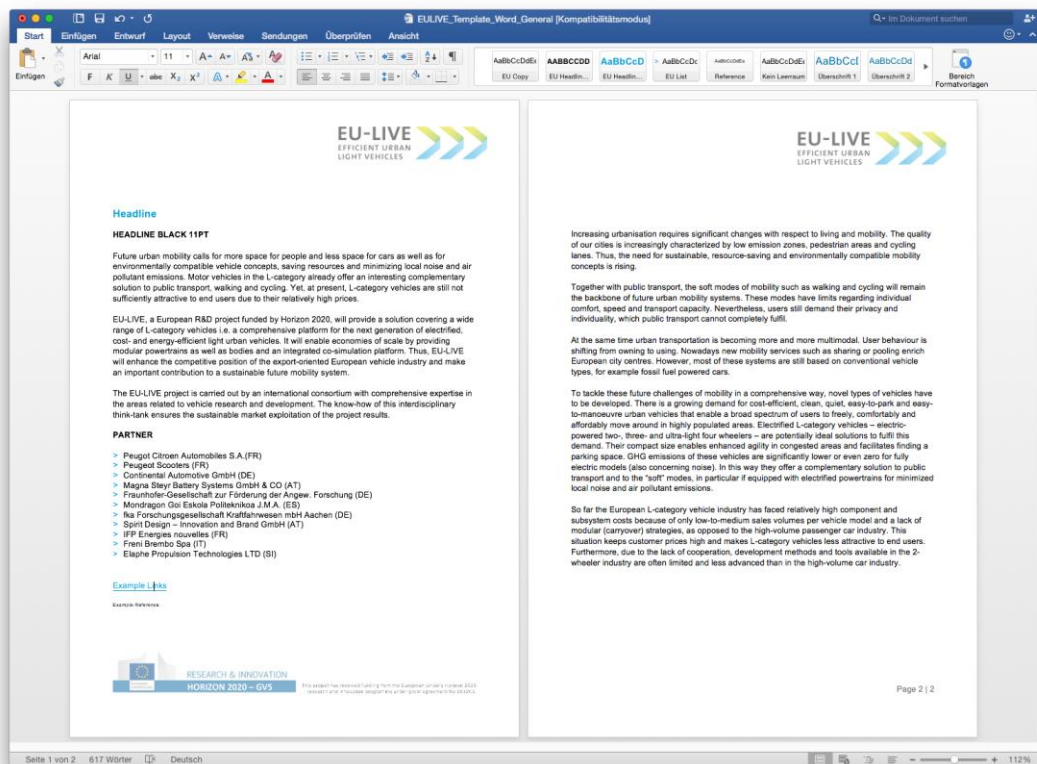 EULIVE_Template_Word_General [Kompatibilitätsmodus]
Im Dokument suchen
Start Einfügen Entwurf Layout Verweise Sendungen Überprüfen Ansicht
Einfügen
Arial 11
F K U abc X₂ X²
AaBbCcDdEe AABBCCDD AaBbCcD > AaBbCcDc AaBbCcDdEe AaBbCcDdEe AaBbCcI AaBbCcDd
EU Copy EU Headlin... EU Headlin... EU List Reference Kein Leerraum Überschrift 1 Überschrift 2
Bereich
Formatvorlagen
EU-LIVE
EFFICIENT URBAN
LIGHT VEHICLES
Headline
HEADLINE BLACK 11PT
Future urban mobility calls for more space for people and less space for cars as well as for
environmentally compatible vehicle concepts, saving resources and minimizing local noise and air
pollutant emissions. Motor vehicles in the L-category already offer an interesting complementary
solution to public transport, walking and cycling. Yet, at present, L-category vehicles are still not
sufficiently attractive to end users due to their relatively high prices.
EU-LIVE, a European R&D project funded by Horizon 2020, will provide a solution covering a wide
range of L-category vehicles i.e. a comprehensive platform for the next generation of electrified,
cost- and energy-efficient light urban vehicles. It will enable economies of scale by providing
modular powertrains as well as bodies and an integrated co-simulation platform. Thus, EU-LIVE
will enhance the competitive position of the export-oriented European vehicle industry and make
an important contribution to a sustainable future mobility system.
The EU-LIVE project is carried out by an international consortium with comprehensive expertise in
the areas related to vehicle research and development. The know-how of this interdisciplinary
think-tank ensures the sustainable market exploitation of the project results.
PARTNER
> Peugot Citroen Automobiles S.A.(FR)
> Peugeot Scooters (FR)
> Continental Automotive GmbH (DE)
> Magna Steyr Battery Systems GmbH & CO (AT)
> Fraunhofer-Gesellschaft zur Förderung der Angew. Forschung (DE)
> Mondragon Goi Eskola Politeknikoa J.M.A. (ES)
> fka Forschungsgesellschaft Kraftfahrwesen mbH Aachen (DE)
> Spirit Design – Innovation and Brand GmbH (AT)
> IFP Energies nouvelles (FR)
> Freni Brembo Spa (IT)
> Elaphe Propulsion Technologies LTD (SI)
Example Links
Example Reference
RESEARCH & INNOVATION
HORIZON 2020 – GV5
This project has received funding from the European Union's Horizon 2020
EU-LIVE
EFFICIENT URBAN
LIGHT VEHICLES
Increasing urbanisation requires significant changes with respect to living and mobility. The quality
of our cities is increasingly characterized by low emission zones, pedestrian areas and cycling
lanes. Thus, the need for sustainable, resource-saving and environmentally compatible mobility
concepts is rising.
Together with public transport, the soft modes of mobility such as walking and cycling will remain
the backbone of future urban mobility systems. These modes have limits regarding individual
comfort, speed and transport capacity. Nevertheless, users still demand their privacy and
individuality, which public transport cannot completely fulfil.
At the same time urban transportation is becoming more and more multimodal. User behaviour is
shifting from owning to using. Nowadays new mobility services such as sharing or pooling enrich
European city centres. However, most of these systems are still based on conventional vehicle
types, for example fossil fuel powered cars.
To tackle these future challenges of mobility in a comprehensive way, novel types of vehicles have
to be developed. There is a growing demand for cost-efficient, clean, quiet, easy-to-park and easy-
to-manoeuvre urban vehicles that enable a broad spectrum of users to freely, comfortably and
affordably move around in highly populated areas. Electrified L-category vehicles – electric-
powered two-, three- and ultra-light four wheelers – are potentially ideal solutions to fulfil this
demand. Their compact size enables enhanced agility in congested areas and facilitates finding a
parking space. GHG emissions of these vehicles are significantly lower or even zero for fully
electric models (also concerning noise). In this way they offer a complementary solution to public
transport and to the "soft" modes, in particular if equipped with electrified powertrains for minimized
local noise and air pollutant emissions.
So far the European L-category vehicle industry has faced relatively high component and
subsystem costs because of only low-to-medium sales volumes per vehicle model and a lack of
modular (carryover) strategies, as opposed to the high-volume passenger car industry. This
situation keeps customer prices high and makes L-category vehicles less attractive to end users.
Furthermore, due to the lack of cooperation, development methods and tools available in the 2-
wheeler industry are often limited and less advanced than in the high-volume car industry.
Page 2 | 2
Seite 1 von 2 617 Wörter Deutsch
112%